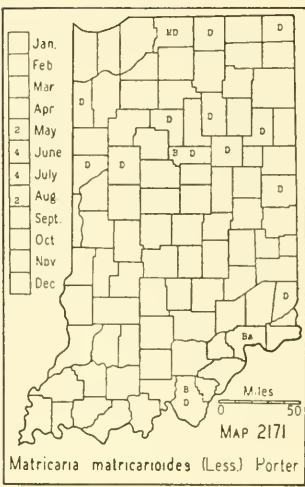 Jan.
Feb
Mar
Apr
2 May
4 June
4 July
2 Aug.
Sept.
Oct
Nov
Dec
ND D D
D
D D D
B D D
D D
D
D
Ba
B
D
Miles
0 50
MAP 2171
Matricaria matricarioides (Less.) Porter